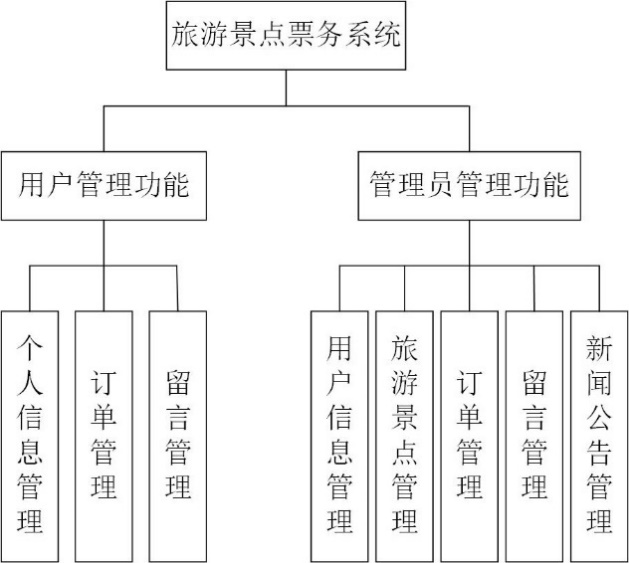 旅游景点票务系统
用户管理功能
管理员管理功能
个人信息管理
订单管理
留言管理
用户信息管理
旅游景点管理
订单管理
留言管理
新闻公告管理